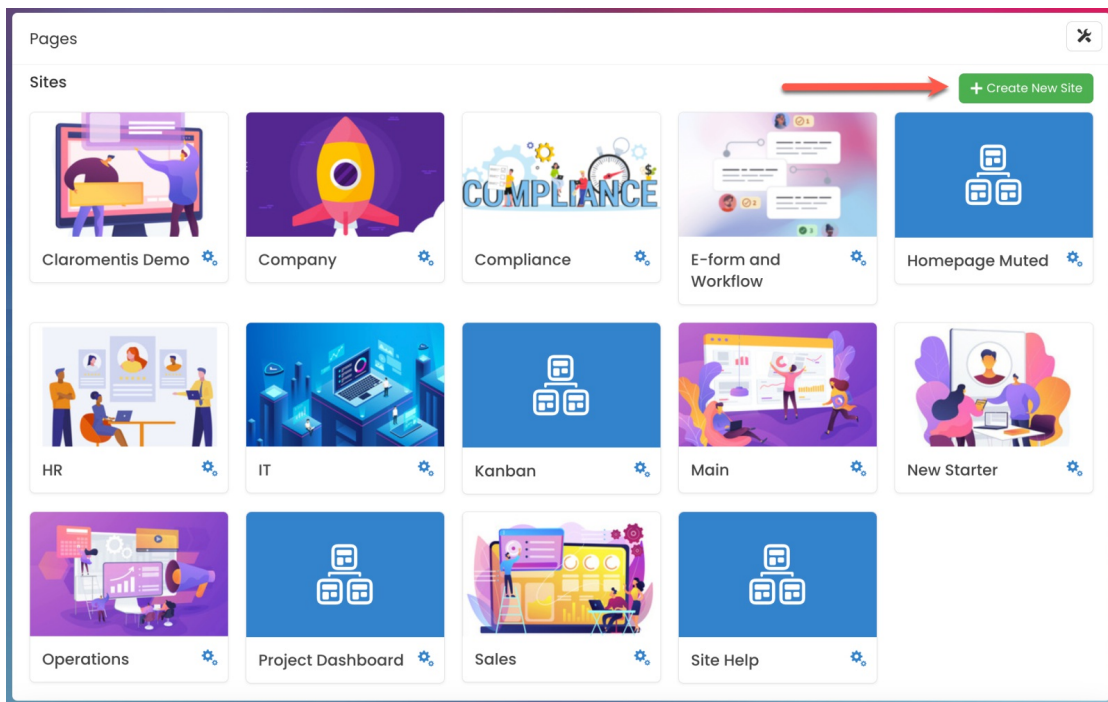 Pages
Sites
+ Create New Site
COMPLIANCE
Claromentis Demo
Company
Compliance
E-form and
Workflow
Homepage Muted
HR
IT
Kanban
Main
New Starter
Operations
Project Dashboard
Sales
Site Help